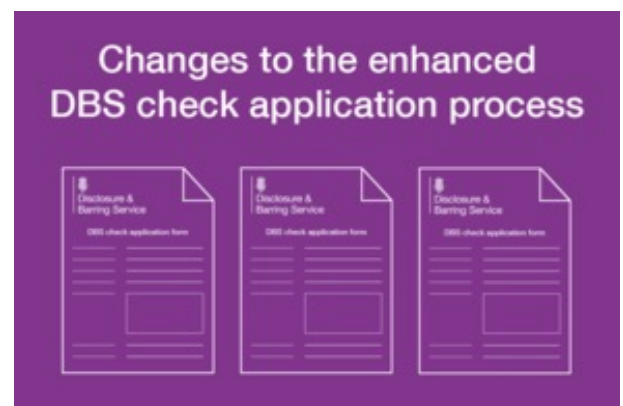 Changes to the enhanced
DBS check application process
Disclosure &
Barring Service
DBS check application form
Disclosure &
Barring Service
DBS check application form
Disclosure &
Barring Service
DBS check application form